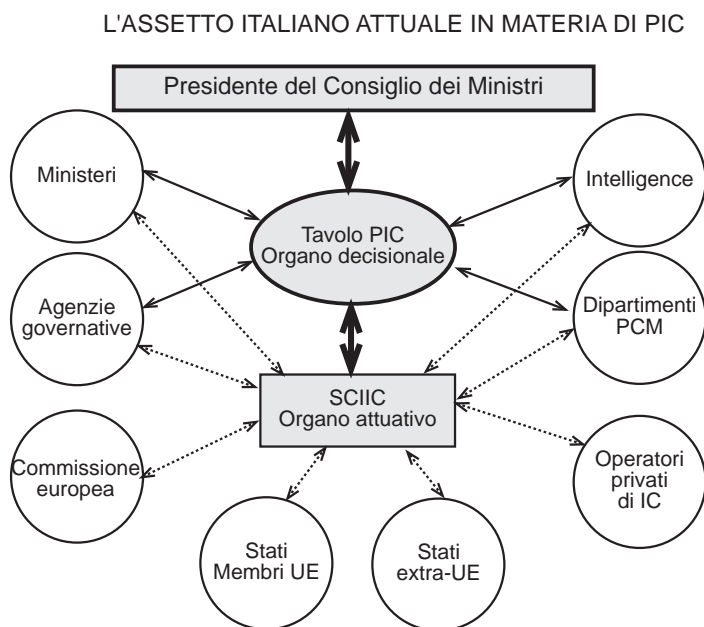 L'ASSETTO ITALIANO ATTUALE IN MATERIA DI PIC
Presidente del Consiglio dei Ministri
Ministeri
Intelligence
Tavolo PIC
Organo decisionale
Agenzie
governative
Dipartimenti
PCM
SCIIC
Organo attuativo
Commissione
europea
Operatori
privati
di IC
Stati
Membri UE
Stati
extra-UE